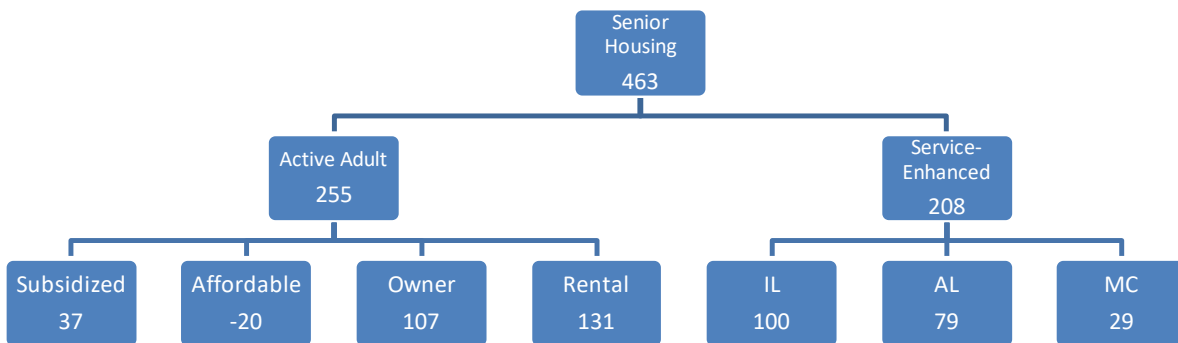 Senior
Housing
463
Active Adult
255
Service-
Enhanced
208
Subsidized
37
Affordable
-20
Owner
107
Rental
131
IL
100
AL
79
MC
29